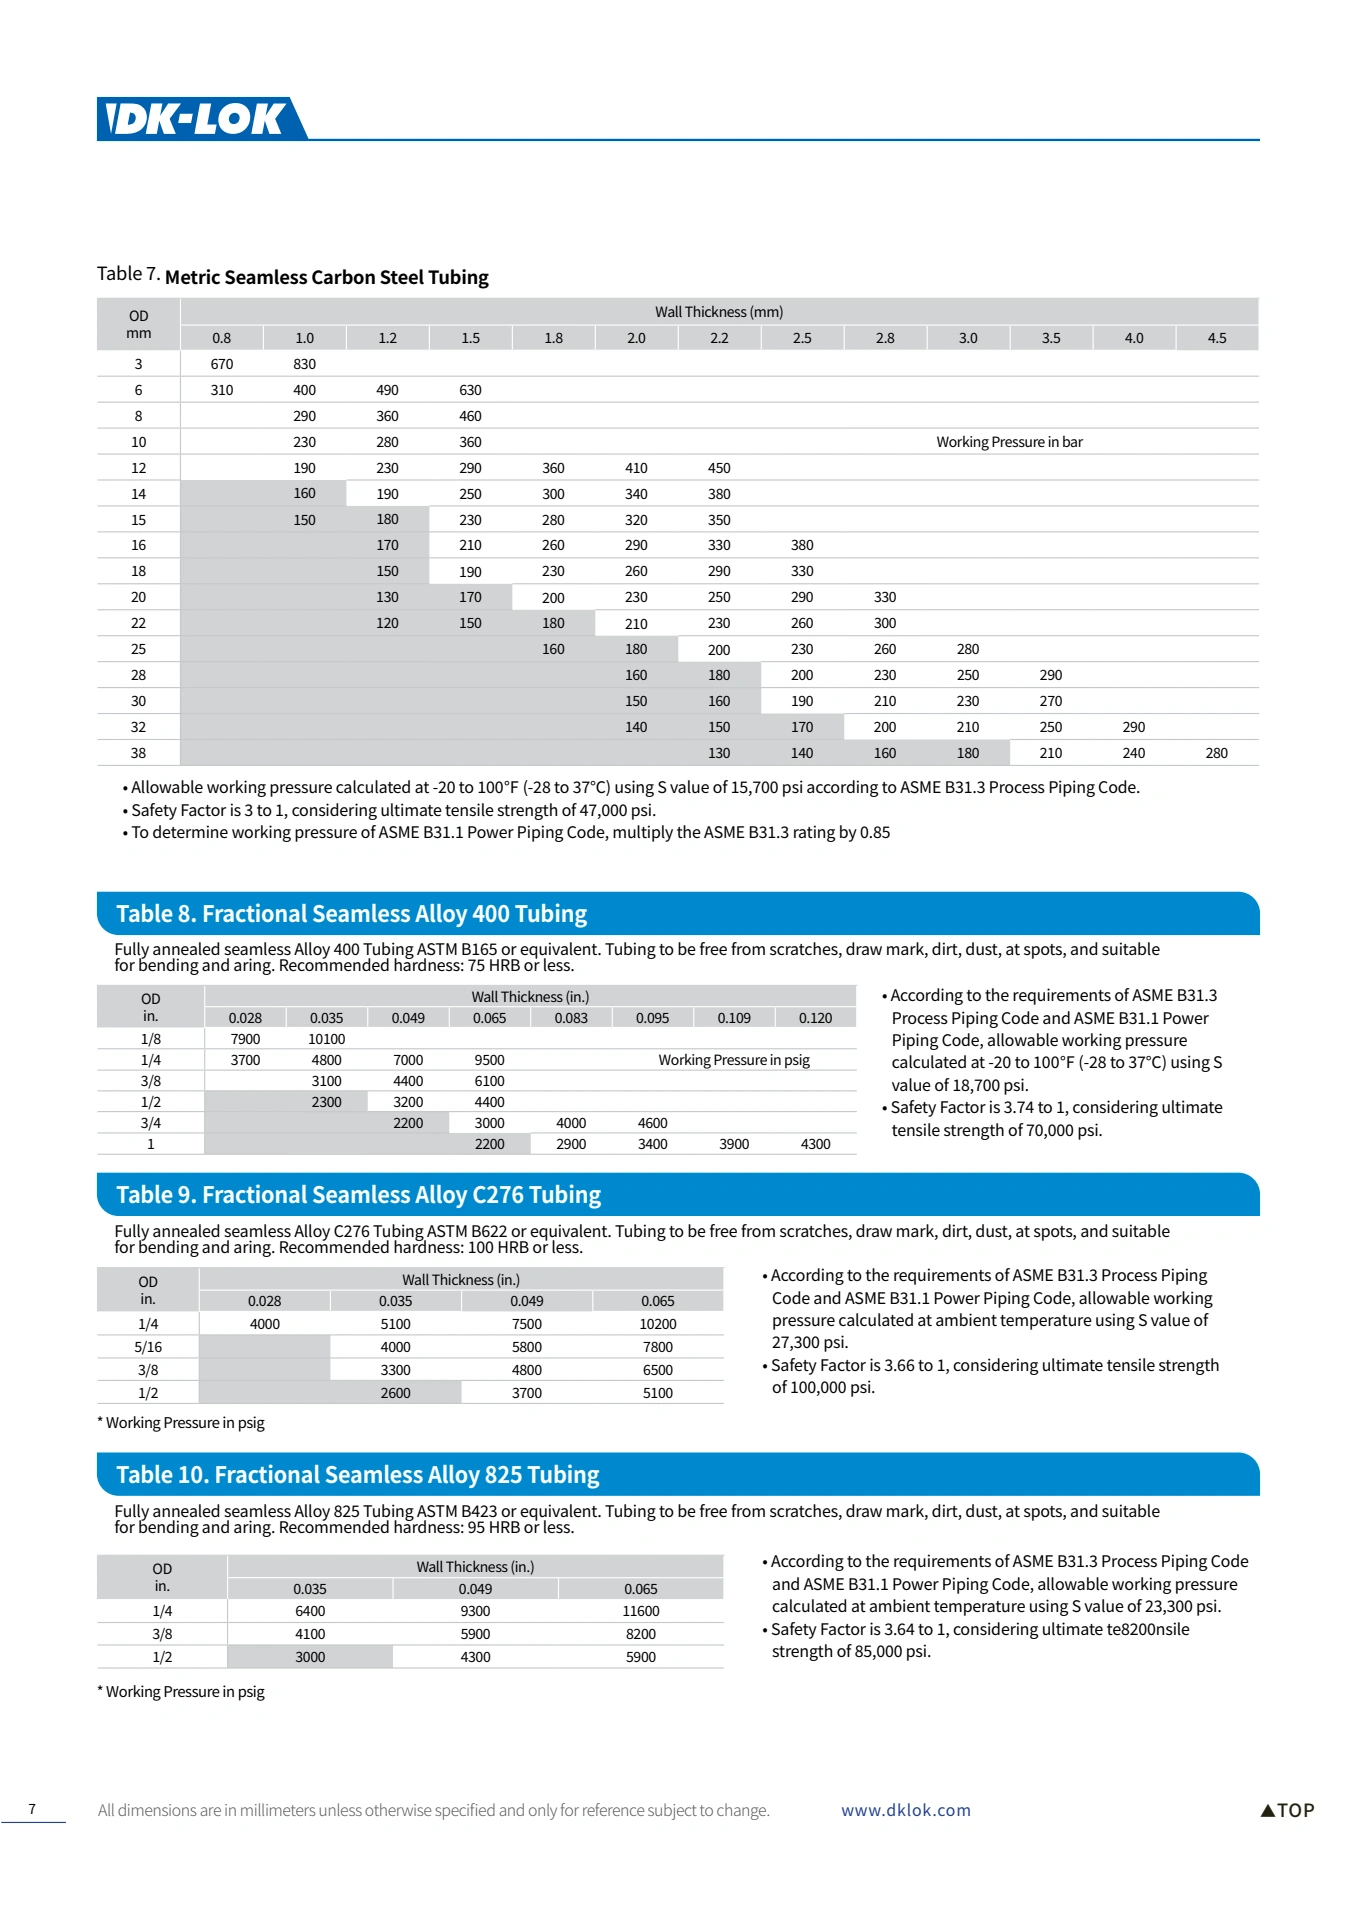 DK-LOK
Table 7. Metric Seamless Carbon Steel Tubing
OD mm Wall Thickness (mm)
0.8 1.0 1.2 1.5 1.8 2.0 2.2 2.5 2.8 3.0 3.5 4.0 4.5
3 670 830
6 310 400 490 630
8 290 360 460
10 230 280 360 Working Pressure in bar
12 190 230 290 360 410 450
14 160 190 250 300 340 380
15 150 180 230 280 320 350
16 170 210 260 290 330 380
18 150 190 230 260 290 330
20 130 170 200 230 250 290 330
22 120 150 180 210 230 260 300
25 160 180 200 230 260 280
28 160 180 200 230 250 290
30 150 160 190 210 230 270
32 140 150 170 200 210 250 290
38 130 140 160 180 210 240 280
• Allowable working pressure calculated at -20 to 100°F (-28 to 37°C) using S value of 15,700 psi according to ASME B31.3 Process Piping Code.
• Safety Factor is 3 to 1, considering ultimate tensile strength of 47,000 psi.
• To determine working pressure of ASME B31.1 Power Piping Code, multiply the ASME B31.3 rating by 0.85
Table 8. Fractional Seamless Alloy 400 Tubing
Fully annealed seamless Alloy 400 Tubing ASTM B165 or equivalent. Tubing to be free from scratches, draw mark, dirt, dust, at spots, and suitable
for bending and aring. Recommended hardness: 75 HRB or less.
OD in. Wall Thickness (in.)
0.028 0.035 0.049 0.065 0.083 0.095 0.109 0.120
1/8 7900 10100
1/4 3700 4800 7000 9500 Working Pressure in psig
3/8 3100 4400 6100
1/2 2300 3200 4400
3/4 2200 3000 4000 4600
1 2200 2900 3400 3900 4300
• According to the requirements of ASME B31.3
Process Piping Code and ASME B31.1 Power
Piping Code, allowable working pressure
calculated at -20 to 100°F (-28 to 37°C) using S
value of 18,700 psi.
• Safety Factor is 3.74 to 1, considering ultimate
tensile strength of 70,000 psi.
Table 9. Fractional Seamless Alloy C276 Tubing
Fully annealed seamless Alloy C276 Tubing ASTM B622 or equivalent. Tubing to be free from scratches, draw mark, dirt, dust, at spots, and suitable
for bending and aring. Recommended hardness: 100 HRB or less.
OD in. Wall Thickness (in.)
0.028 0.035 0.049 0.065
1/4 4000 5100 7500 10200
5/16 4000 5800 7800
3/8 3300 4800 6500
1/2 2600 3700 5100
* Working Pressure in psig
• According to the requirements of ASME B31.3 Process Piping
Code and ASME B31.1 Power Piping Code, allowable working
pressure calculated at ambient temperature using S value of
27,300 psi.
• Safety Factor is 3.66 to 1, considering ultimate tensile strength
of 100,000 psi.
Table 10. Fractional Seamless Alloy 825 Tubing
Fully annealed seamless Alloy 825 Tubing ASTM B423 or equivalent. Tubing to be free from scratches, draw mark, dirt, dust, at spots, and suitable
for bending and aring. Recommended hardness: 95 HRB or less.
OD in. Wall Thickness (in.)
0.035 0.049 0.065
1/4 6400 9300 11600
3/8 4100 5900 8200
1/2 3000 4300 5900
* Working Pressure in psig
• According to the requirements of ASME B31.3 Process Piping Code
and ASME B31.1 Power Piping Code, allowable working pressure
calculated at ambient temperature using S value of 23,300 psi.
• Safety Factor is 3.64 to 1, considering ultimate te8200nsile
strength of 85,000 psi.
7 All dimensions are in millimeters unless otherwise specified and only for reference subject to change. www.dklok.com ▲TOP